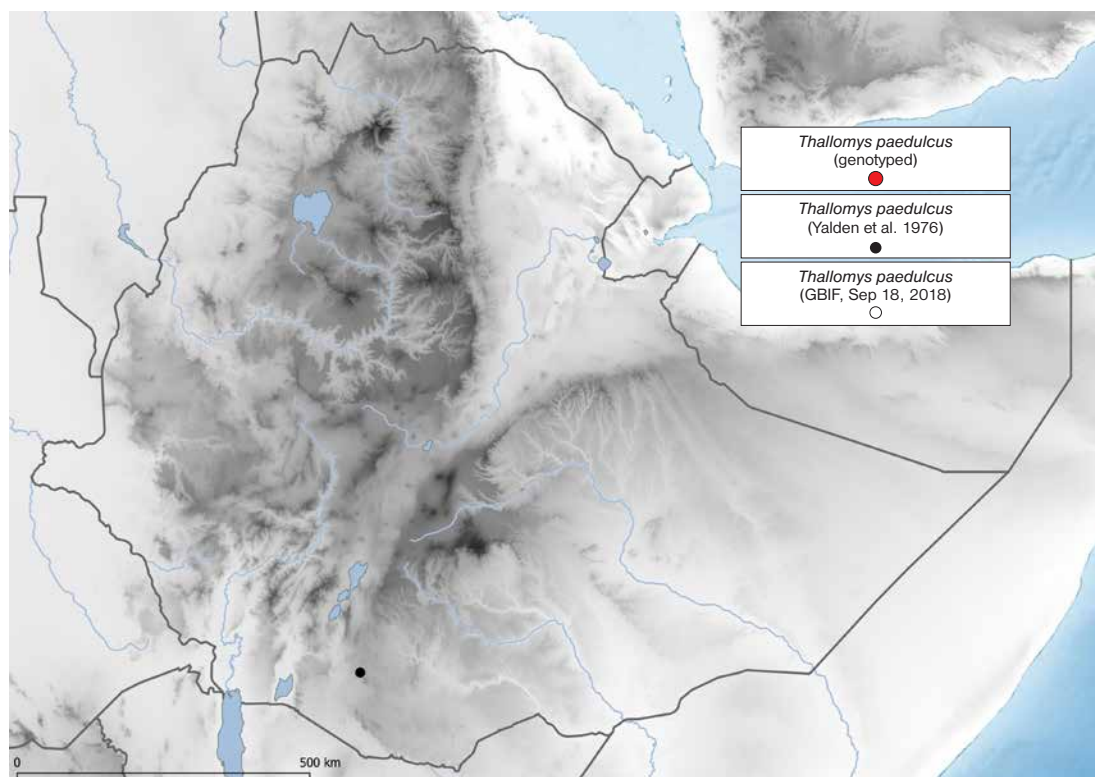 Thallomys paedulcus
(genotyped)
Thallomys paedulcus
(Yalden et al. 1976)
Thallomys paedulcus
(GBIF, Sep 18, 2018)
0
500 km